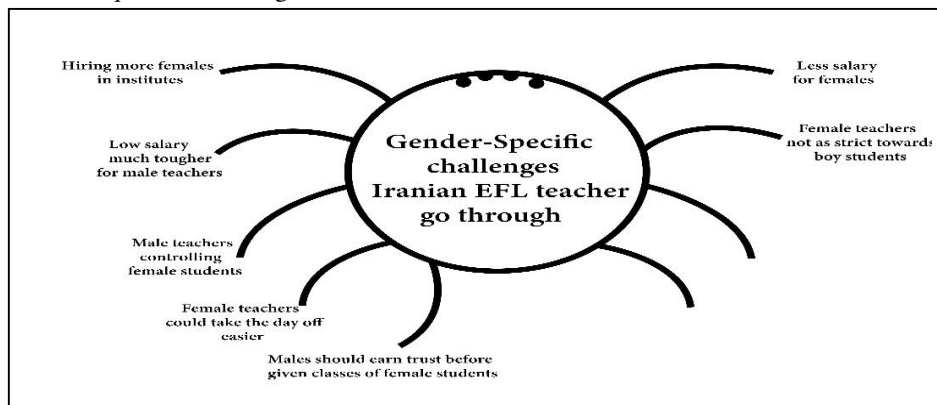 Hiring more females
in institutes
Low salary
much tougher
for male teachers
Male teachers
controlling
female students
Female teachers
could take the day off
easier
Males should earn trust before
given classes of female students
Gender-Specific
challenges
Iranian EFL teacher
go through
Less salary
for females
Female teachers
not as strict towards
boy students